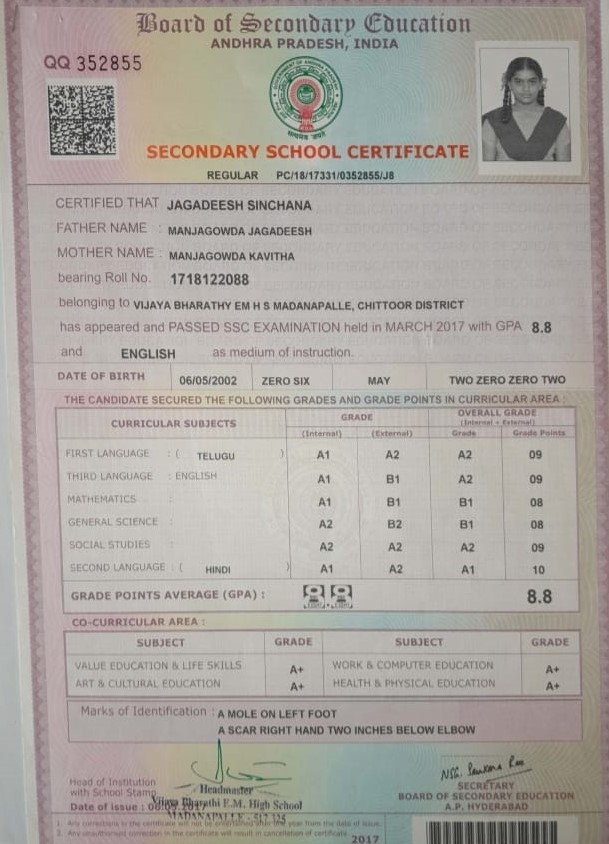 Board of Secondary Education
ANDHRA PRADESH, INDIA
QQ 352855
SECONDARY SCHOOL CERTIFICATE
REGULAR PC/18/17331/0352855/J8
CERTIFIED THAT JAGADEESH SINCHANA
FATHER NAME : MANJAGOWDA JAGADEESH
MOTHER NAME : MANJAGOWDA KAVITHA
bearing Roll No. 1718122088
belonging to VIJAYA BHARATHY EM H S MADANAPALLE, CHITTOOR DISTRICT
has appeared and PASSED SSC EXAMINATION held in MARCH 2017 with GPA 8.8
and ENGLISH as medium of instruction.
DATE OF BIRTH 06/05/2002 ZERO SIX MAY TWO ZERO ZERO TWO
THE CANDIDATE SECURED THE FOLLOWING GRADES AND GRADE POINTS IN CURRICULAR AREA :
CURRICULAR SUBJECTS GRADE OVERALL GRADE
(Internal + External)
(Internal) (External) Grade Grade Points
FIRST LANGUAGE : ( TELUGU ) A1 A2 A2 09
THIRD LANGUAGE : ENGLISH A1 B1 A2 09
MATHEMATICS : A1 B1 B1 08
GENERAL SCIENCE : A2 B2 B1 08
SOCIAL STUDIES : A2 A2 A2 09
SECOND LANGUAGE : ( HINDI ) A1 A2 A1 10
GRADE POINTS AVERAGE (GPA) : 8.8
CO-CURRICULAR AREA :
SUBJECT GRADE SUBJECT GRADE
VALUE EDUCATION & LIFE SKILLS A+ WORK & COMPUTER EDUCATION A+
ART & CULTURAL EDUCATION A+ HEALTH & PHYSICAL EDUCATION A+
Marks of Identification : A MOLE ON LEFT FOOT
A SCAR RIGHT HAND TWO INCHES BELOW ELBOW
Head of Institution
with School Stamp
Headmaster
Date of issue :
Vijaya Bharathi E.M. High School
MADANAPALLE - 517 325
SECRETARY
BOARD OF SECONDARY EDUCATION
A.P. HYDERABAD
1. Any corrections in the certificate will not be entertained after one year from the date of issue.
2. Any unauthorised correction in the certificate will result in cancellation of certificate.
2017